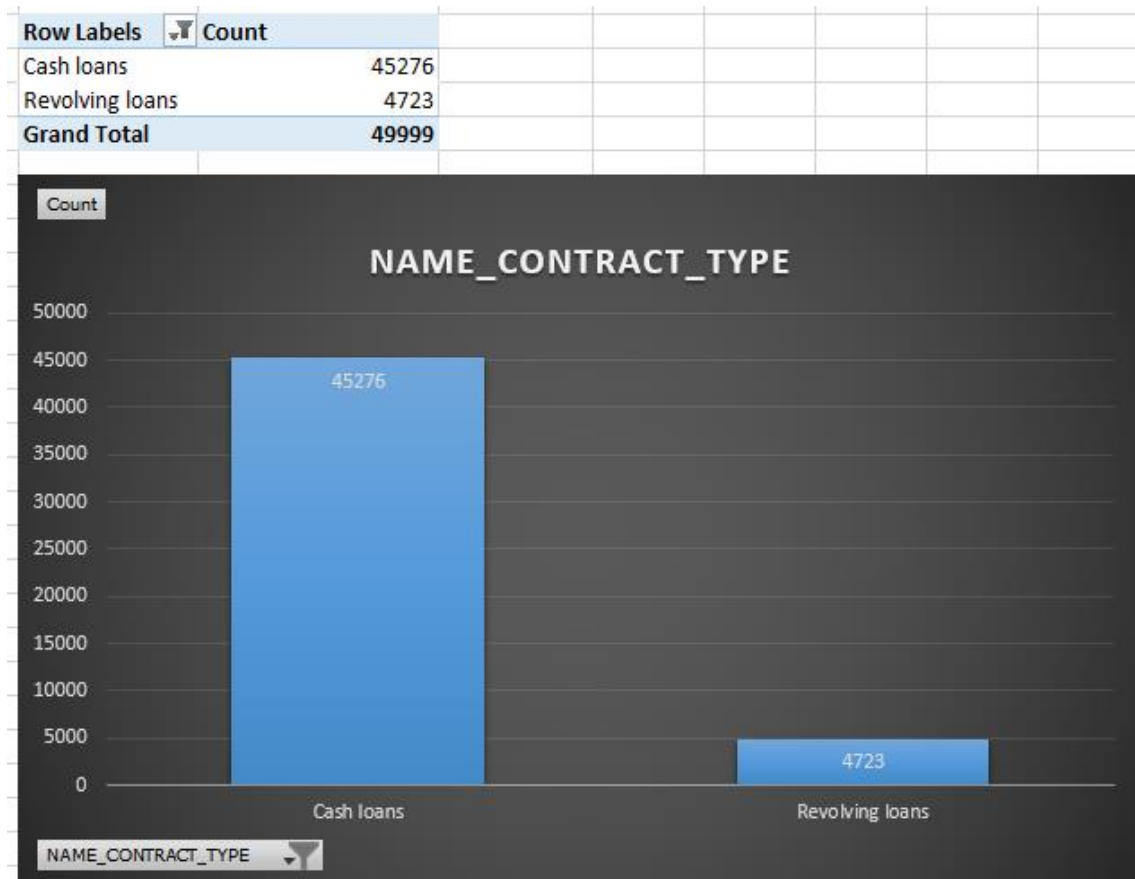 Row Labels Count
Cash loans 45276
Revolving loans 4723
Grand Total 49999
Count
NAME_CONTRACT_TYPE
50000
45000
45276
40000
35000
30000
25000
20000
15000
10000
5000
4723
0
Cash loans Revolving loans
NAME_CONTRACT_TYPE